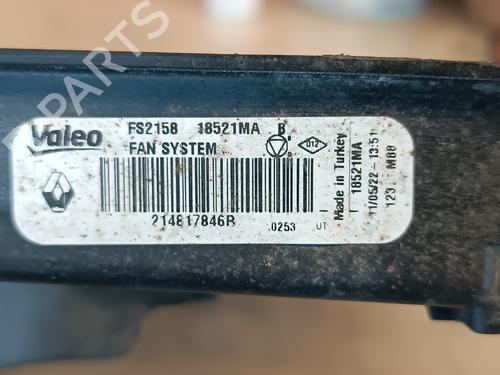 B-PARTS
Valeo
FS2158 18521MA B
FAN SYSTEM
D12
214817846R
.0253 UT
Made in Turkey
18521MA
11/05/22 - 13:51
123. M88